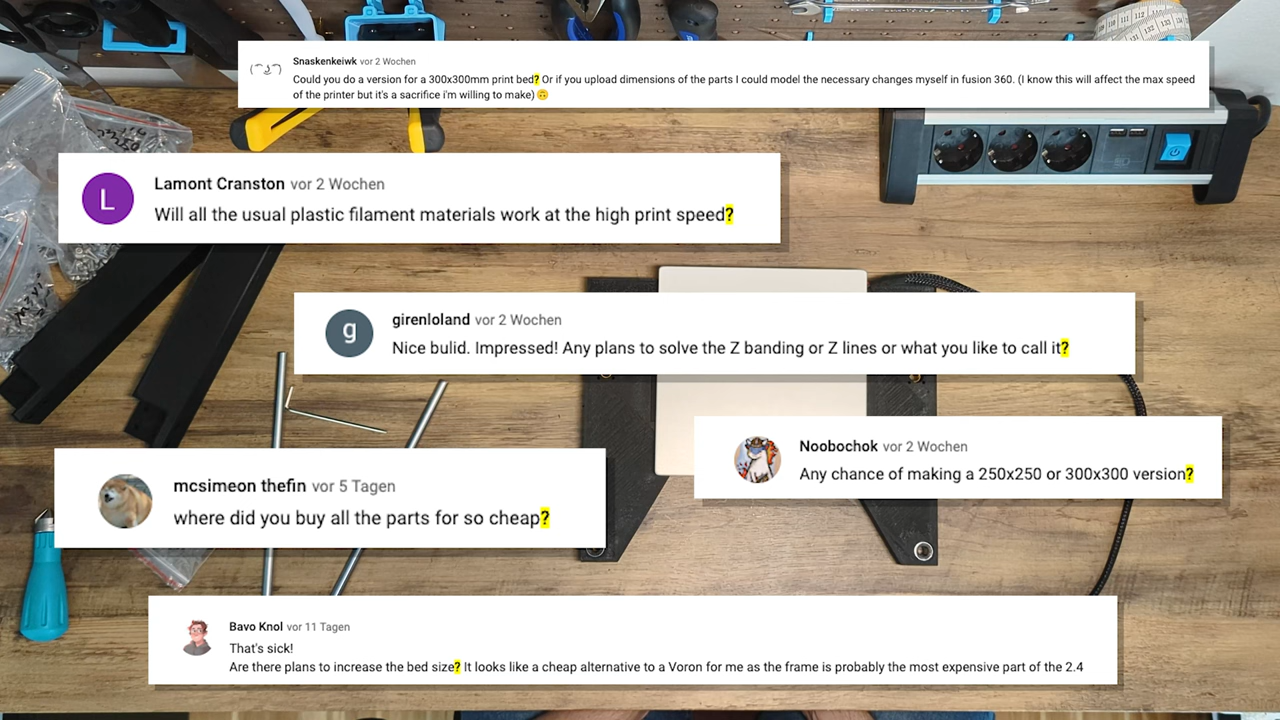 Snaskenkeiwk vor 2 Wochen
Could you do a version for a 300x300mm print bed? Or if you upload dimensions of the parts I could model the necessary changes myself in fusion 360. (I know this will affect the max speed
of the printer but it's a sacrifice i'm willing to make) 🙃
L
Lamont Cranston vor 2 Wochen
Will all the usual plastic filament materials work at the high print speed?
g
girenloland vor 2 Wochen
Nice bulid. Impressed! Any plans to solve the Z banding or Z lines or what you like to call it?
Noobochok vor 2 Wochen
Any chance of making a 250x250 or 300x300 version?
mcsimeon thefin vor 5 Tagen
where did you buy all the parts for so cheap?
Bavo Knol vor 11 Tagen
That's sick!
Are there plans to increase the bed size? It looks like a cheap alternative to a Voron for me as the frame is probably the most expensive part of the 2.4